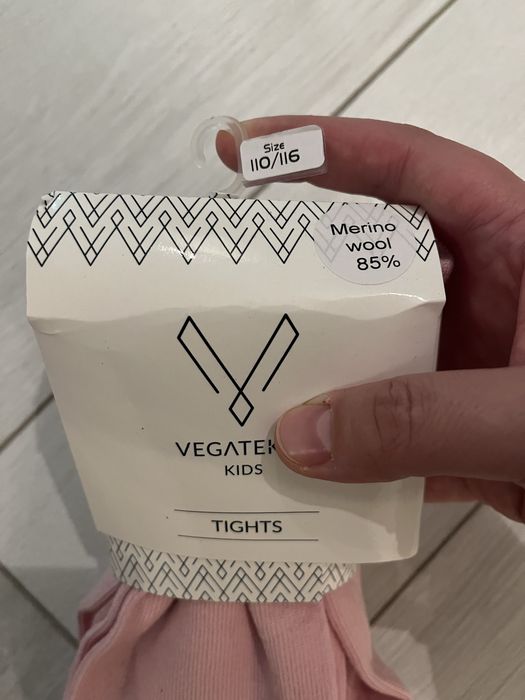 Size
110/116
Merino
wool
85%
KIDS
TIGHTS